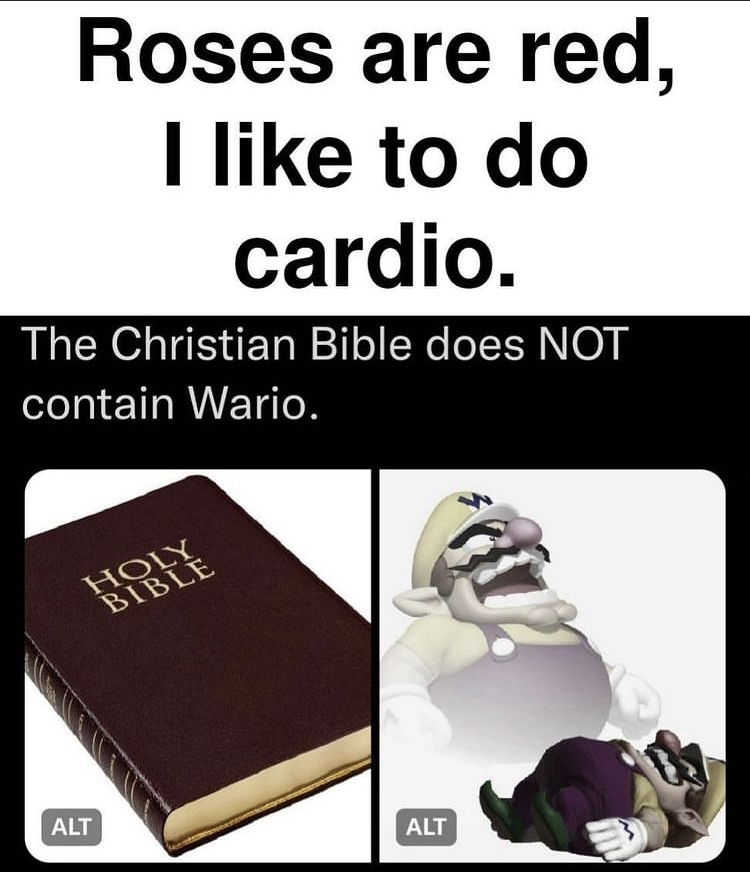 Roses are red,
I like to do
cardio.
The Christian Bible does NOT
contain Wario.
HOLY
BIBLE
ALT
W
ALT
W